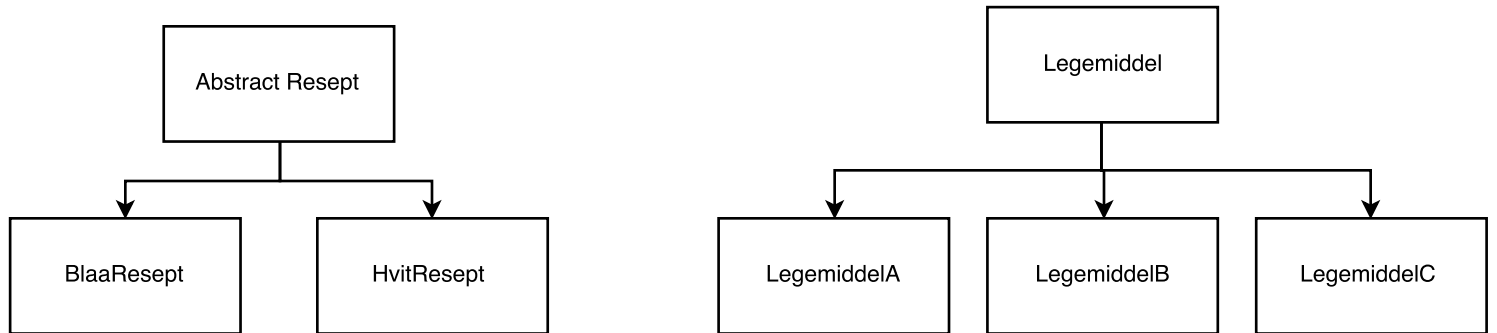 Abstract Resept
Legemiddel
BlaaResept
HvitResept
LegemiddelA
LegemiddelB
LegemiddelC